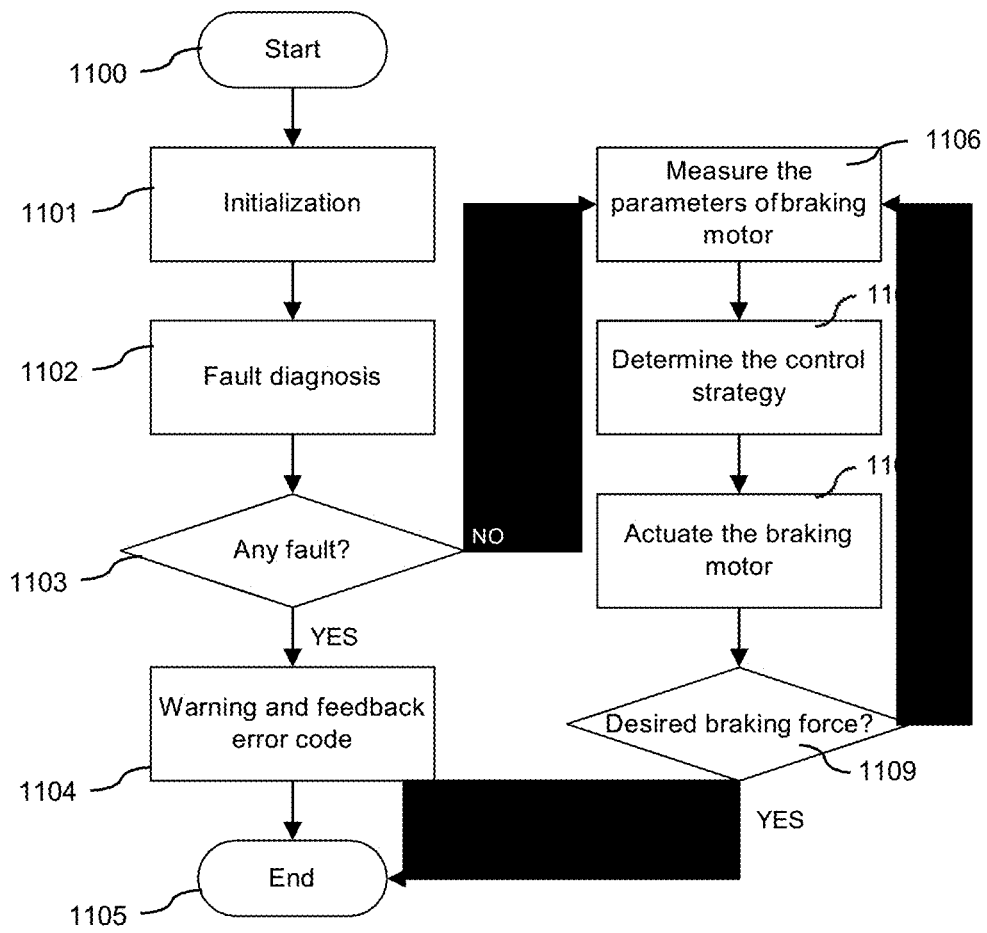 Start
1100
Initialization
1101
Fault diagnosis
1102
Any fault?
1103
NO
YES
Warning and feedback
error code
1104
End
1105
1106
Measure the
parameters of braking
motor
Determine the control
strategy
Actuate the braking
motor
Desired braking force?
1109
YES